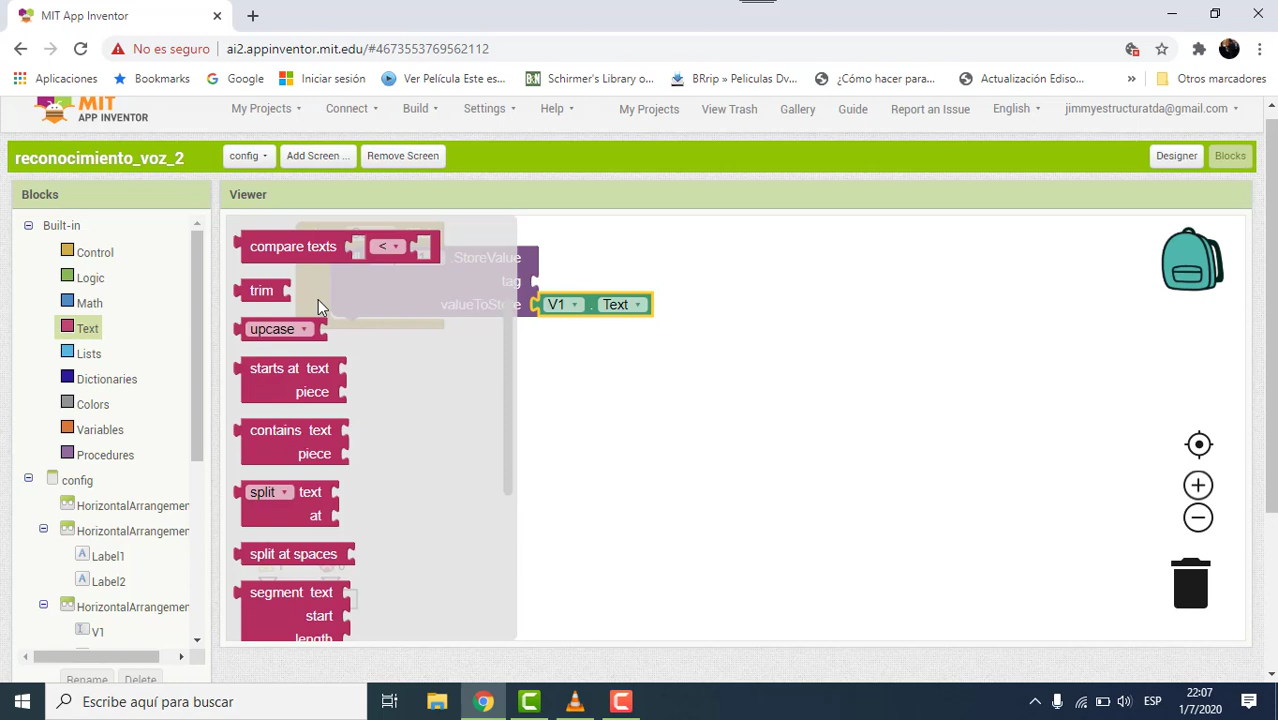 MIT App Inventor
No es seguro ai2.appinventor.mit.edu/#4673553769562112
Aplicaciones Bookmarks Google Iniciar sesión Ver Película Este es... Schirmer's Library o... BRrip » Peliculas Dv... ¿Cómo hacer para... Actualización Ediso... » Otros marcadores
MIT
APP INVENTOR
My Projects Connect Build Settings Help My Projects View Trash Gallery Guide Report an Issue English jimmyestructuratda@gmail.com
reconocimiento_voz_2 config Add Screen ... Remove Screen Designer Blocks
Blocks Viewer
Built-in
Control
Logic
Math
Text
Lists
Dictionaries
Colors
Variables
Procedures
config
HorizontalArrangemer
HorizontalArrangemer
Label1
Label2
HorizontalArrangemer
V1
Rename Delete
compare texts <
trim
upcase
starts at text
piece
contains text
piece
split text
at
split at spaces
segment text
start
length
.StoreValue
tag
valueToStore V1 . Text
Escribe aquí para buscar
ESP
22:07
1/7/2020